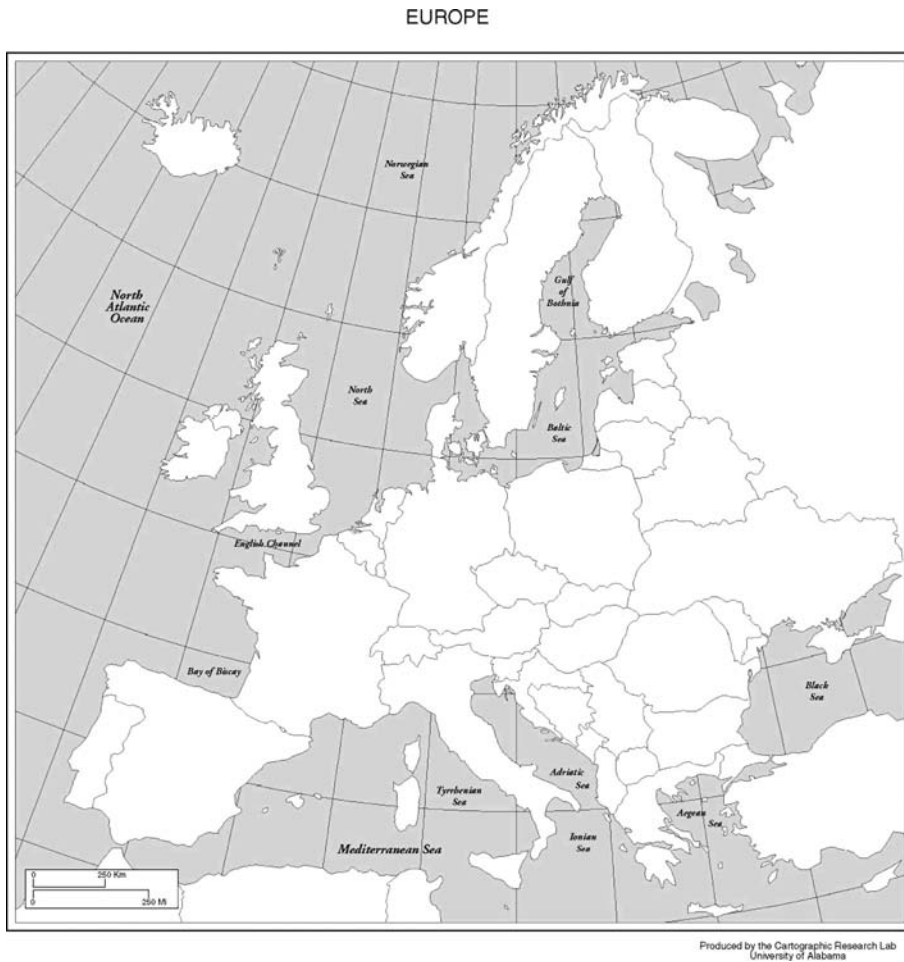 EUROPE
Norwegian
Sea
North
Atlantic
Ocean
Gulf
of
Bothnia
North
Sea
Baltic
Sea
English Channel
Bay of Biscay
Black
Sea
Adriatic
Sea
Tyrrhenian
Sea
Aegean
Sea
Ionian
Sea
Mediterranean Sea
0 250 Km
0 250 Mi
Produced by the Cartographic Research Lab
University of Alabama